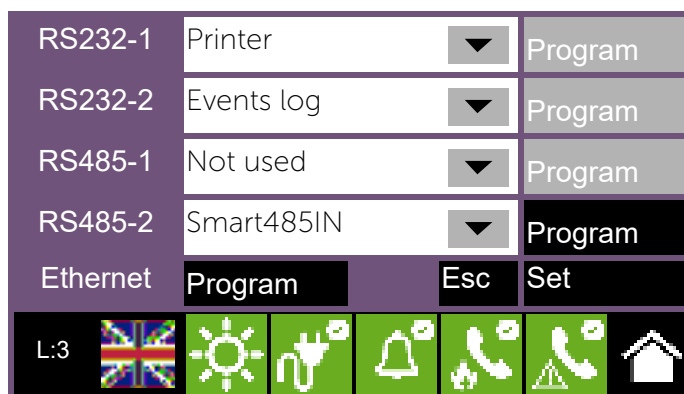 RS232-1 Printer Program
RS232-2 Events log Program
RS485-1 Not used Program
RS485-2 Smart485IN Program
Ethernet Program Esc Set
L:3